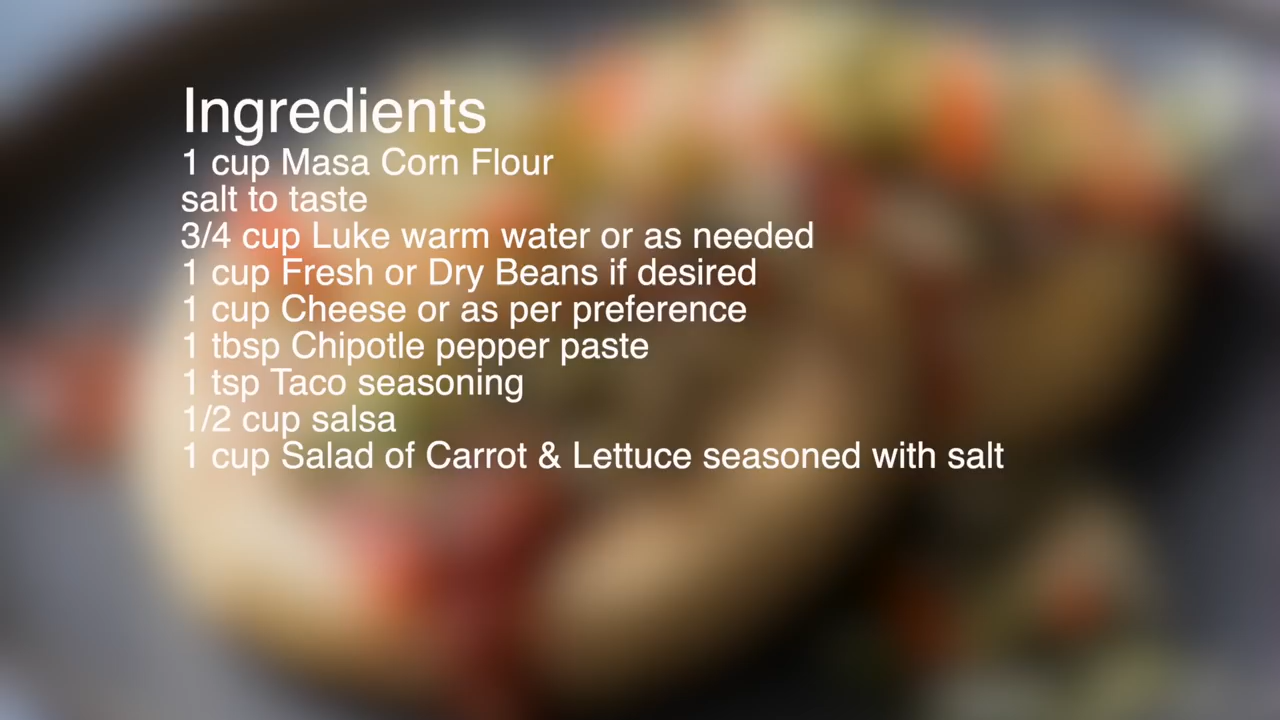 Ingredients
1 cup Masa Corn Flour
salt to taste
3/4 cup Luke warm water or as needed
1 cup Fresh or Dry Beans if desired
1 cup Cheese or as per preference
1 tbsp Chipotle pepper paste
1 tsp Taco seasoning
1/2 cup salsa
1 cup Salad of Carrot & Lettuce seasoned with salt